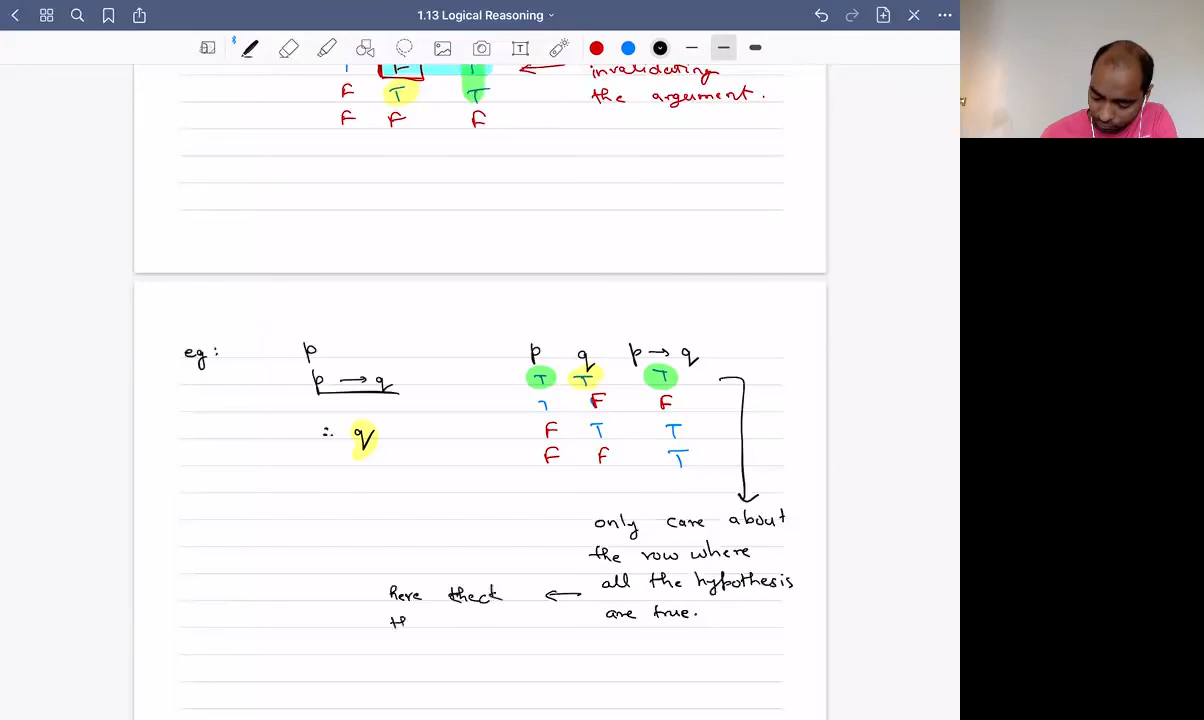 1.13 Logical Reasoning
T
invalidating
F T T
the argument.
F F F
eg: p p q p → q
p → q T T T
F F
∴ q F T T
F F T
only care about
the row where
all the hypothesis
are true.
here check
th